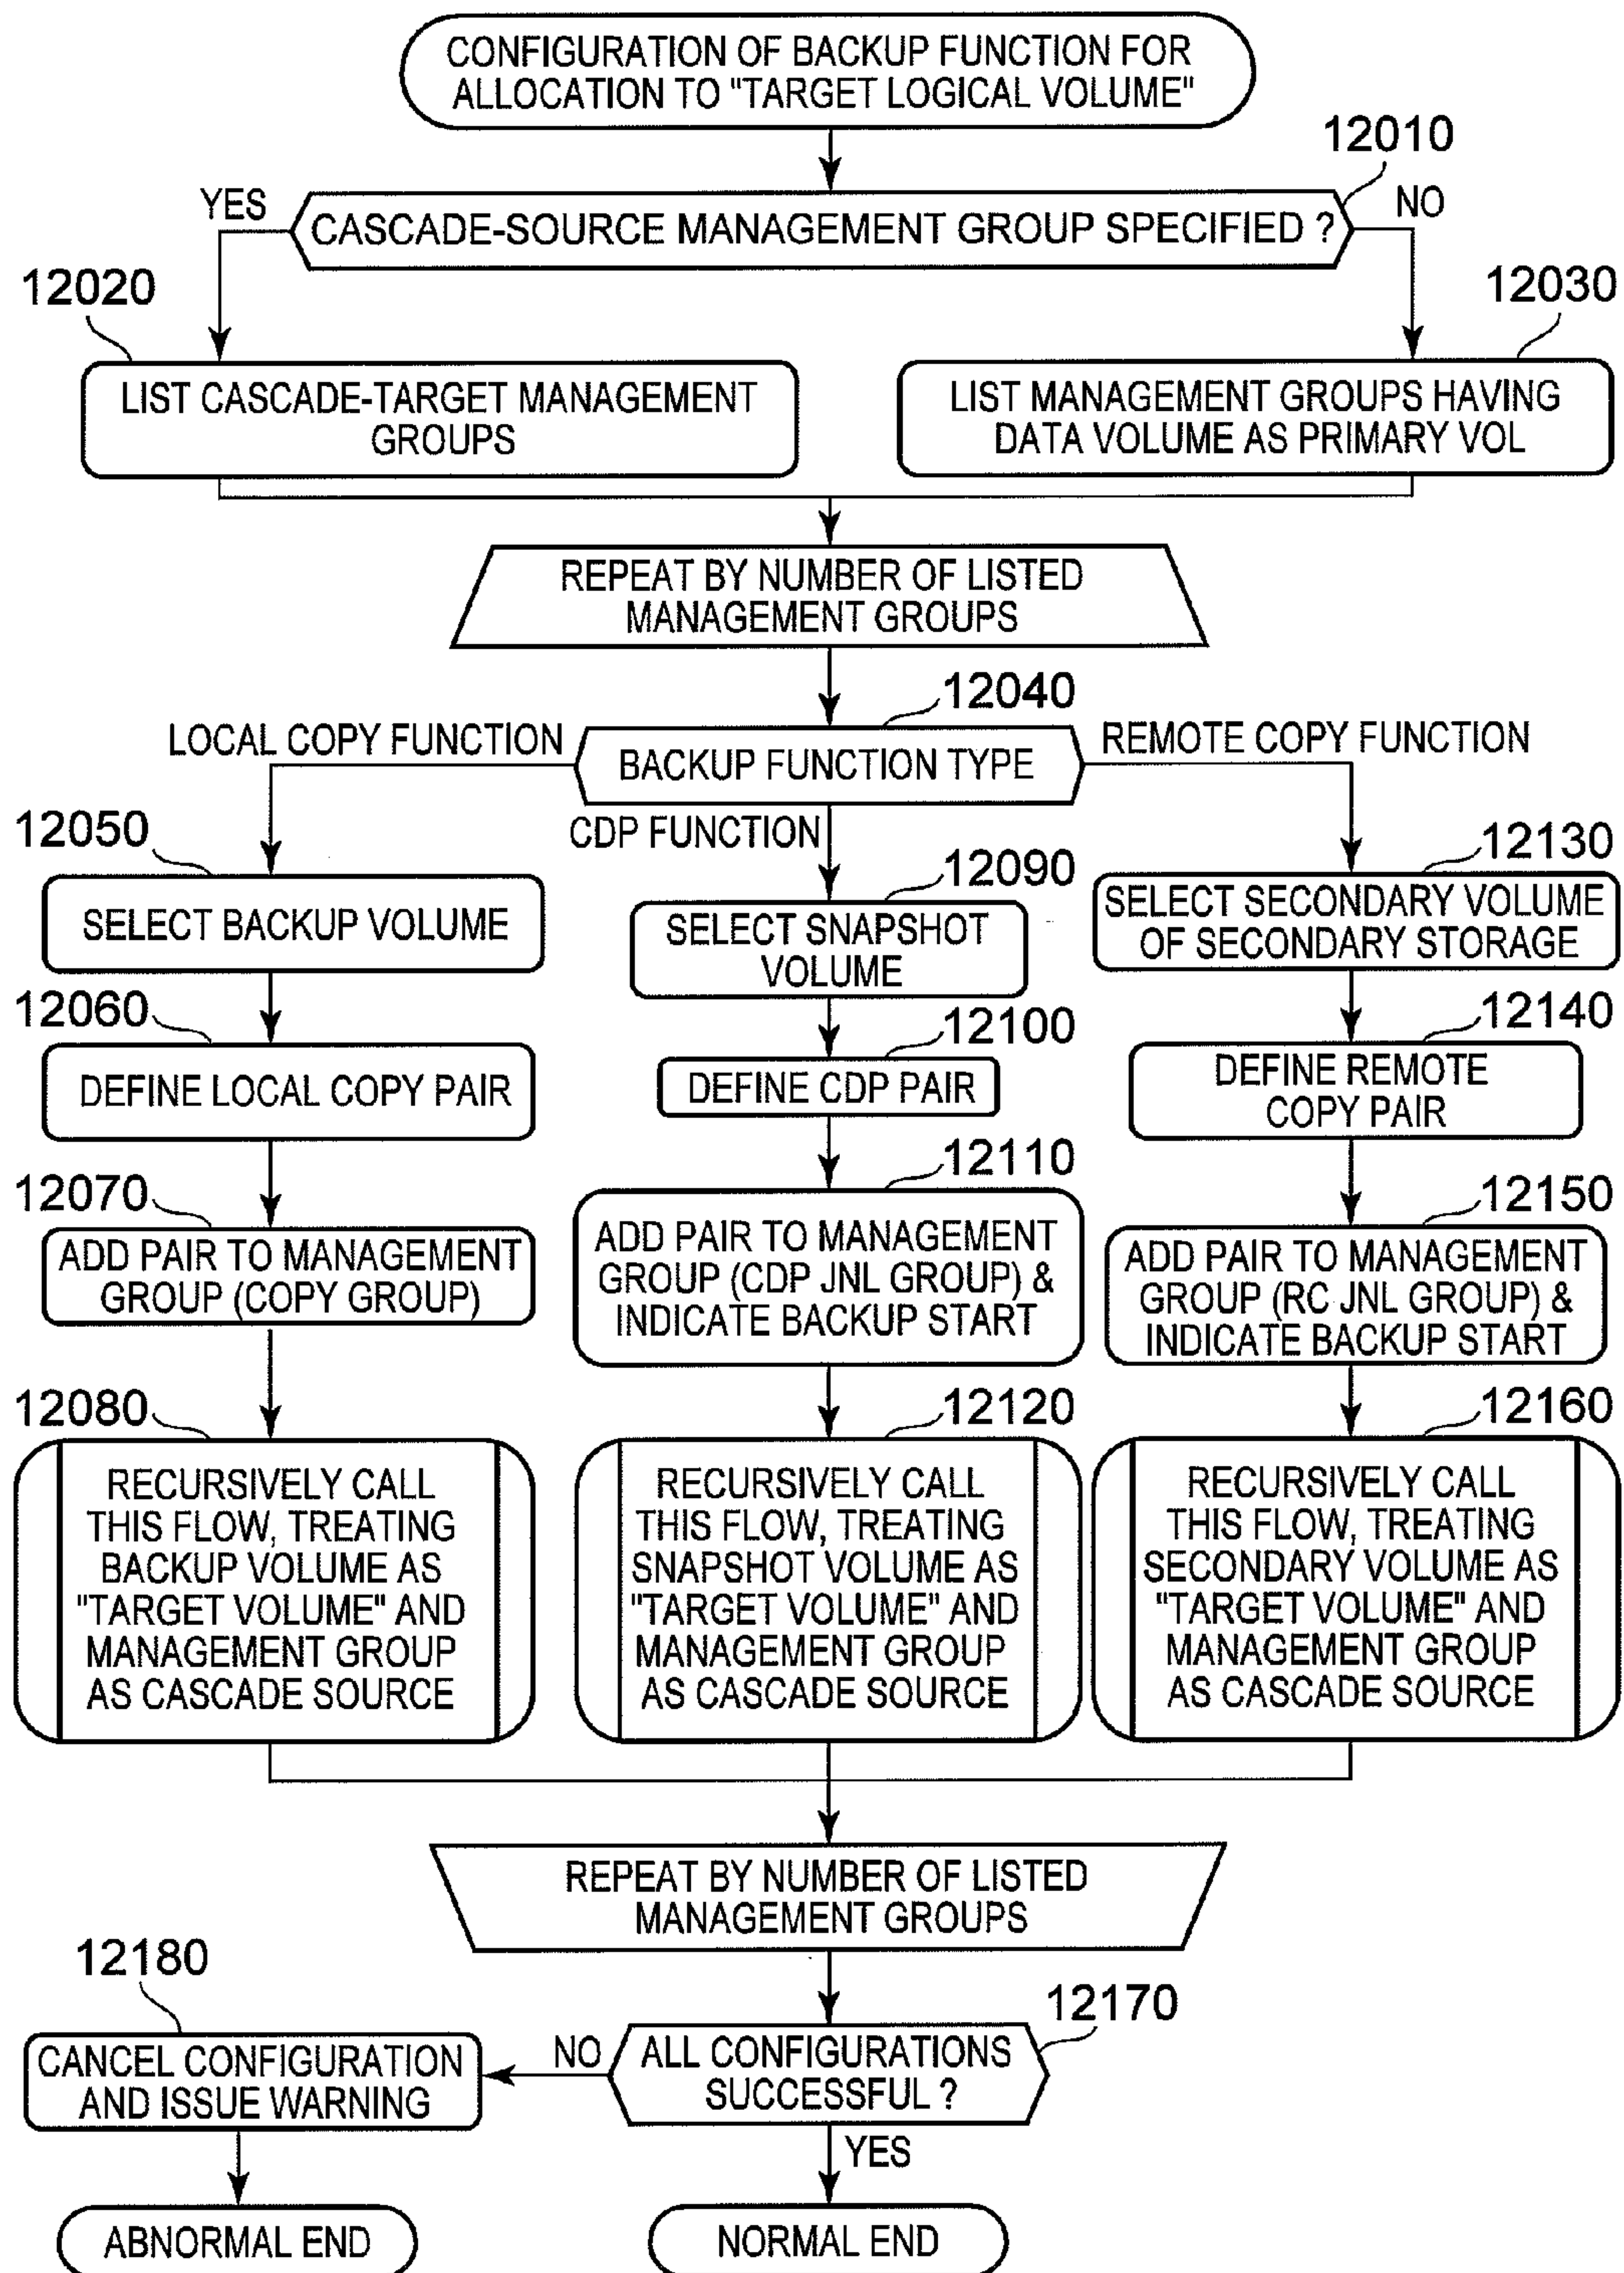 CONFIGURATION OF BACKUP FUNCTION FOR
ALLOCATION TO "TARGET LOGICAL VOLUME"
12010
YES
NO
CASCADE-SOURCE MANAGEMENT GROUP SPECIFIED ?
12020
12030
LIST CASCADE-TARGET MANAGEMENT
GROUPS
LIST MANAGEMENT GROUPS HAVING
DATA VOLUME AS PRIMARY VOL
REPEAT BY NUMBER OF LISTED
MANAGEMENT GROUPS
12040
LOCAL COPY FUNCTION
BACKUP FUNCTION TYPE
REMOTE COPY FUNCTION
CDP FUNCTION
12050
SELECT BACKUP VOLUME
12060
DEFINE LOCAL COPY PAIR
12070
ADD PAIR TO MANAGEMENT
GROUP (COPY GROUP)
12080
RECURSIVELY CALL
THIS FLOW, TREATING
BACKUP VOLUME AS
"TARGET VOLUME" AND
MANAGEMENT GROUP
AS CASCADE SOURCE
12090
SELECT SNAPSHOT
VOLUME
12100
DEFINE CDP PAIR
12110
ADD PAIR TO MANAGEMENT
GROUP (CDP JNL GROUP) &
INDICATE BACKUP START
12120
RECURSIVELY CALL
THIS FLOW, TREATING
SNAPSHOT VOLUME AS
"TARGET VOLUME" AND
MANAGEMENT GROUP
AS CASCADE SOURCE
12130
SELECT SECONDARY VOLUME
OF SECONDARY STORAGE
12140
DEFINE REMOTE
COPY PAIR
12150
ADD PAIR TO MANAGEMENT
GROUP (RC JNL GROUP) &
INDICATE BACKUP START
12160
RECURSIVELY CALL
THIS FLOW, TREATING
SECONDARY VOLUME AS
"TARGET VOLUME" AND
MANAGEMENT GROUP
AS CASCADE SOURCE
REPEAT BY NUMBER OF LISTED
MANAGEMENT GROUPS
12170
ALL CONFIGURATIONS
SUCCESSFUL ?
NO
12180
CANCEL CONFIGURATION
AND ISSUE WARNING
YES
ABNORMAL END
NORMAL END